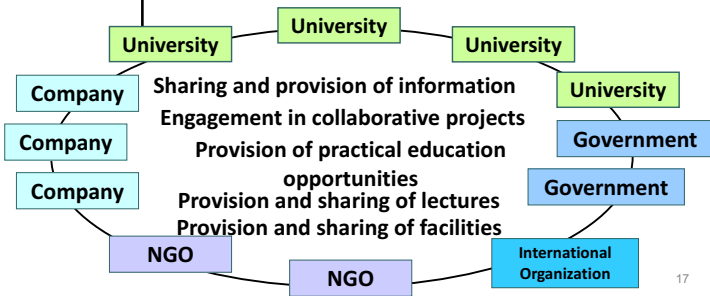 University
University
University
University
Company
Company
Company
Sharing and provision of information
Engagement in collaborative projects
Provision of practical education
opportunities
Provision and sharing of lectures
Provision and sharing of facilities
Government
Government
NGO
NGO
International
Organization
17